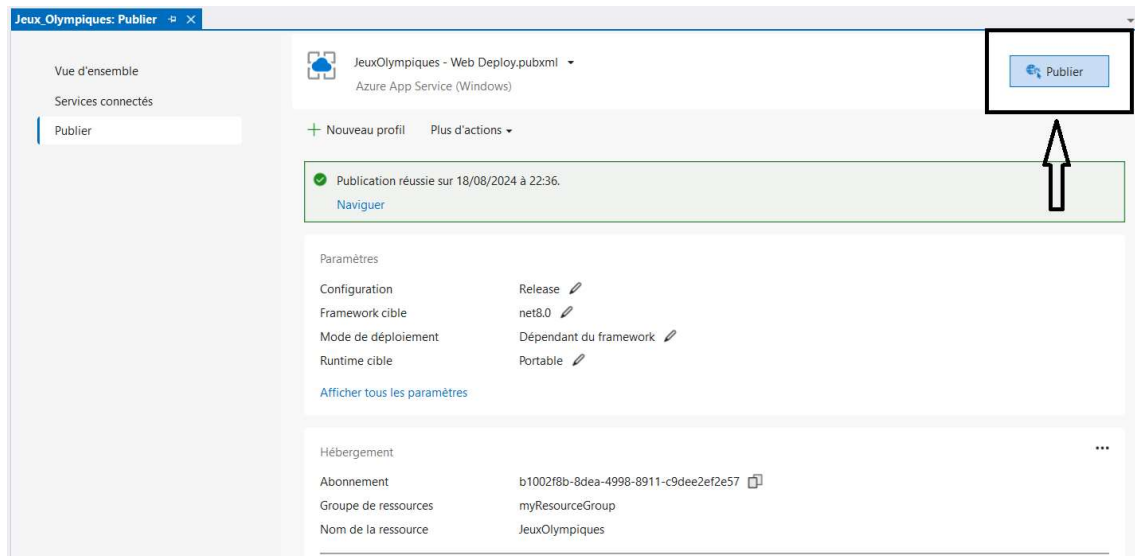 Jeux_Olympiques: Publier
Vue d'ensemble
Services connectés
Publier
JeuxOlympiques - Web Deploy.pubxml
Azure App Service (Windows)
Publier
Nouveau profil Plus d'actions
Publication réussie sur 18/08/2024 à 22:36.
Naviguer
Paramètres
Configuration Release
Framework cible net8.0
Mode de déploiement Dépendant du framework
Runtime cible Portable
Afficher tous les paramètres
Hébergement
Abonnement b1002f8b-8dea-4998-8911-c9dee2ef2e57
Groupe de ressources myResourceGroup
Nom de la ressource JeuxOlympiques